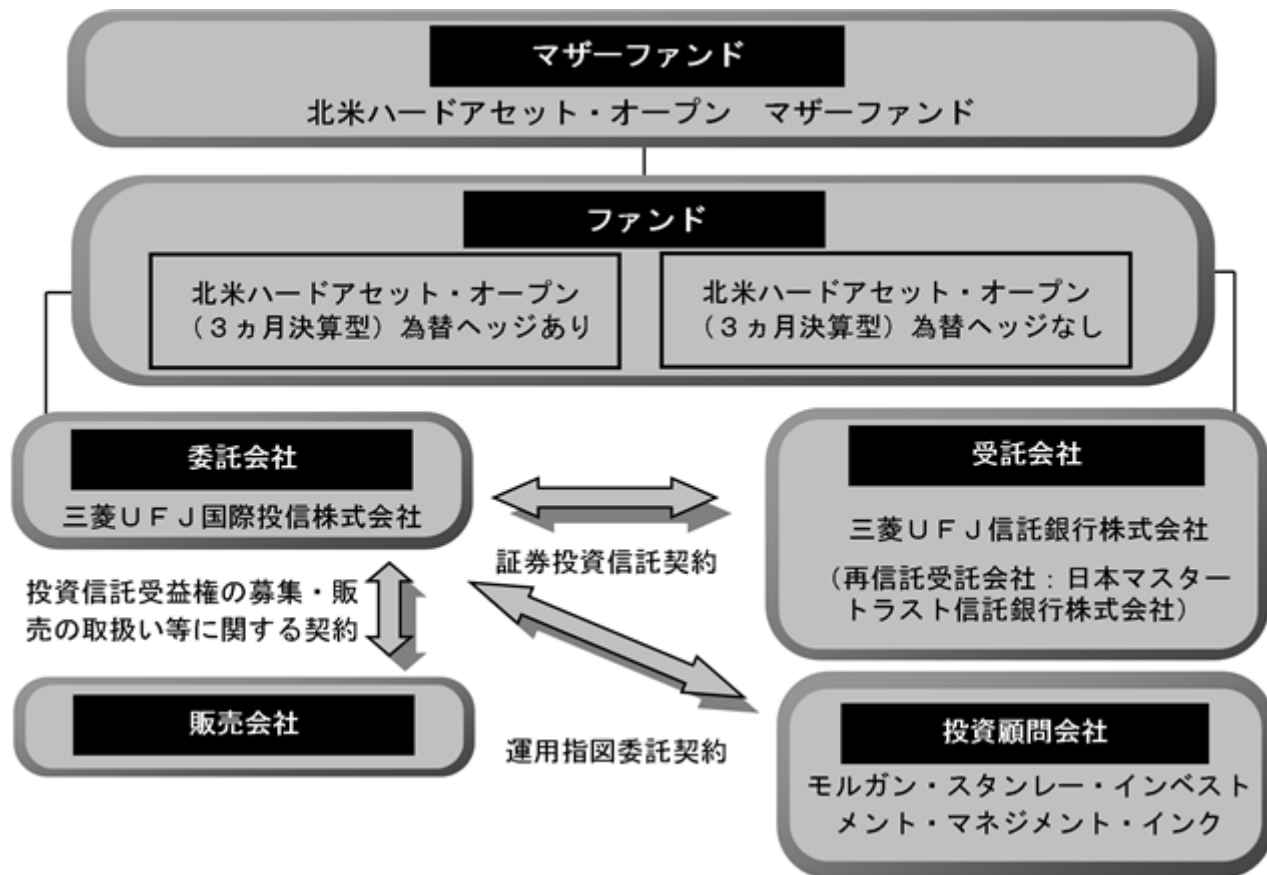 マザーファンド
北米ハードアセット・オープン　マザーファンド
ファンド
北米ハードアセット・オープン
（３ヵ月決算型）為替ヘッジあり
北米ハードアセット・オープン
（３ヵ月決算型）為替ヘッジなし
委託会社
三菱ＵＦＪ国際投信株式会社
受託会社
三菱ＵＦＪ信託銀行株式会社
（再信託受託会社：日本マスター
トラスト信託銀行株式会社）
証券投資信託契約
投資信託受益権の募集・販
売の取扱い等に関する契約
販売会社
運用指図委託契約
投資顧問会社
モルガン・スタンレー・インベスト
メント・マネジメント・インク